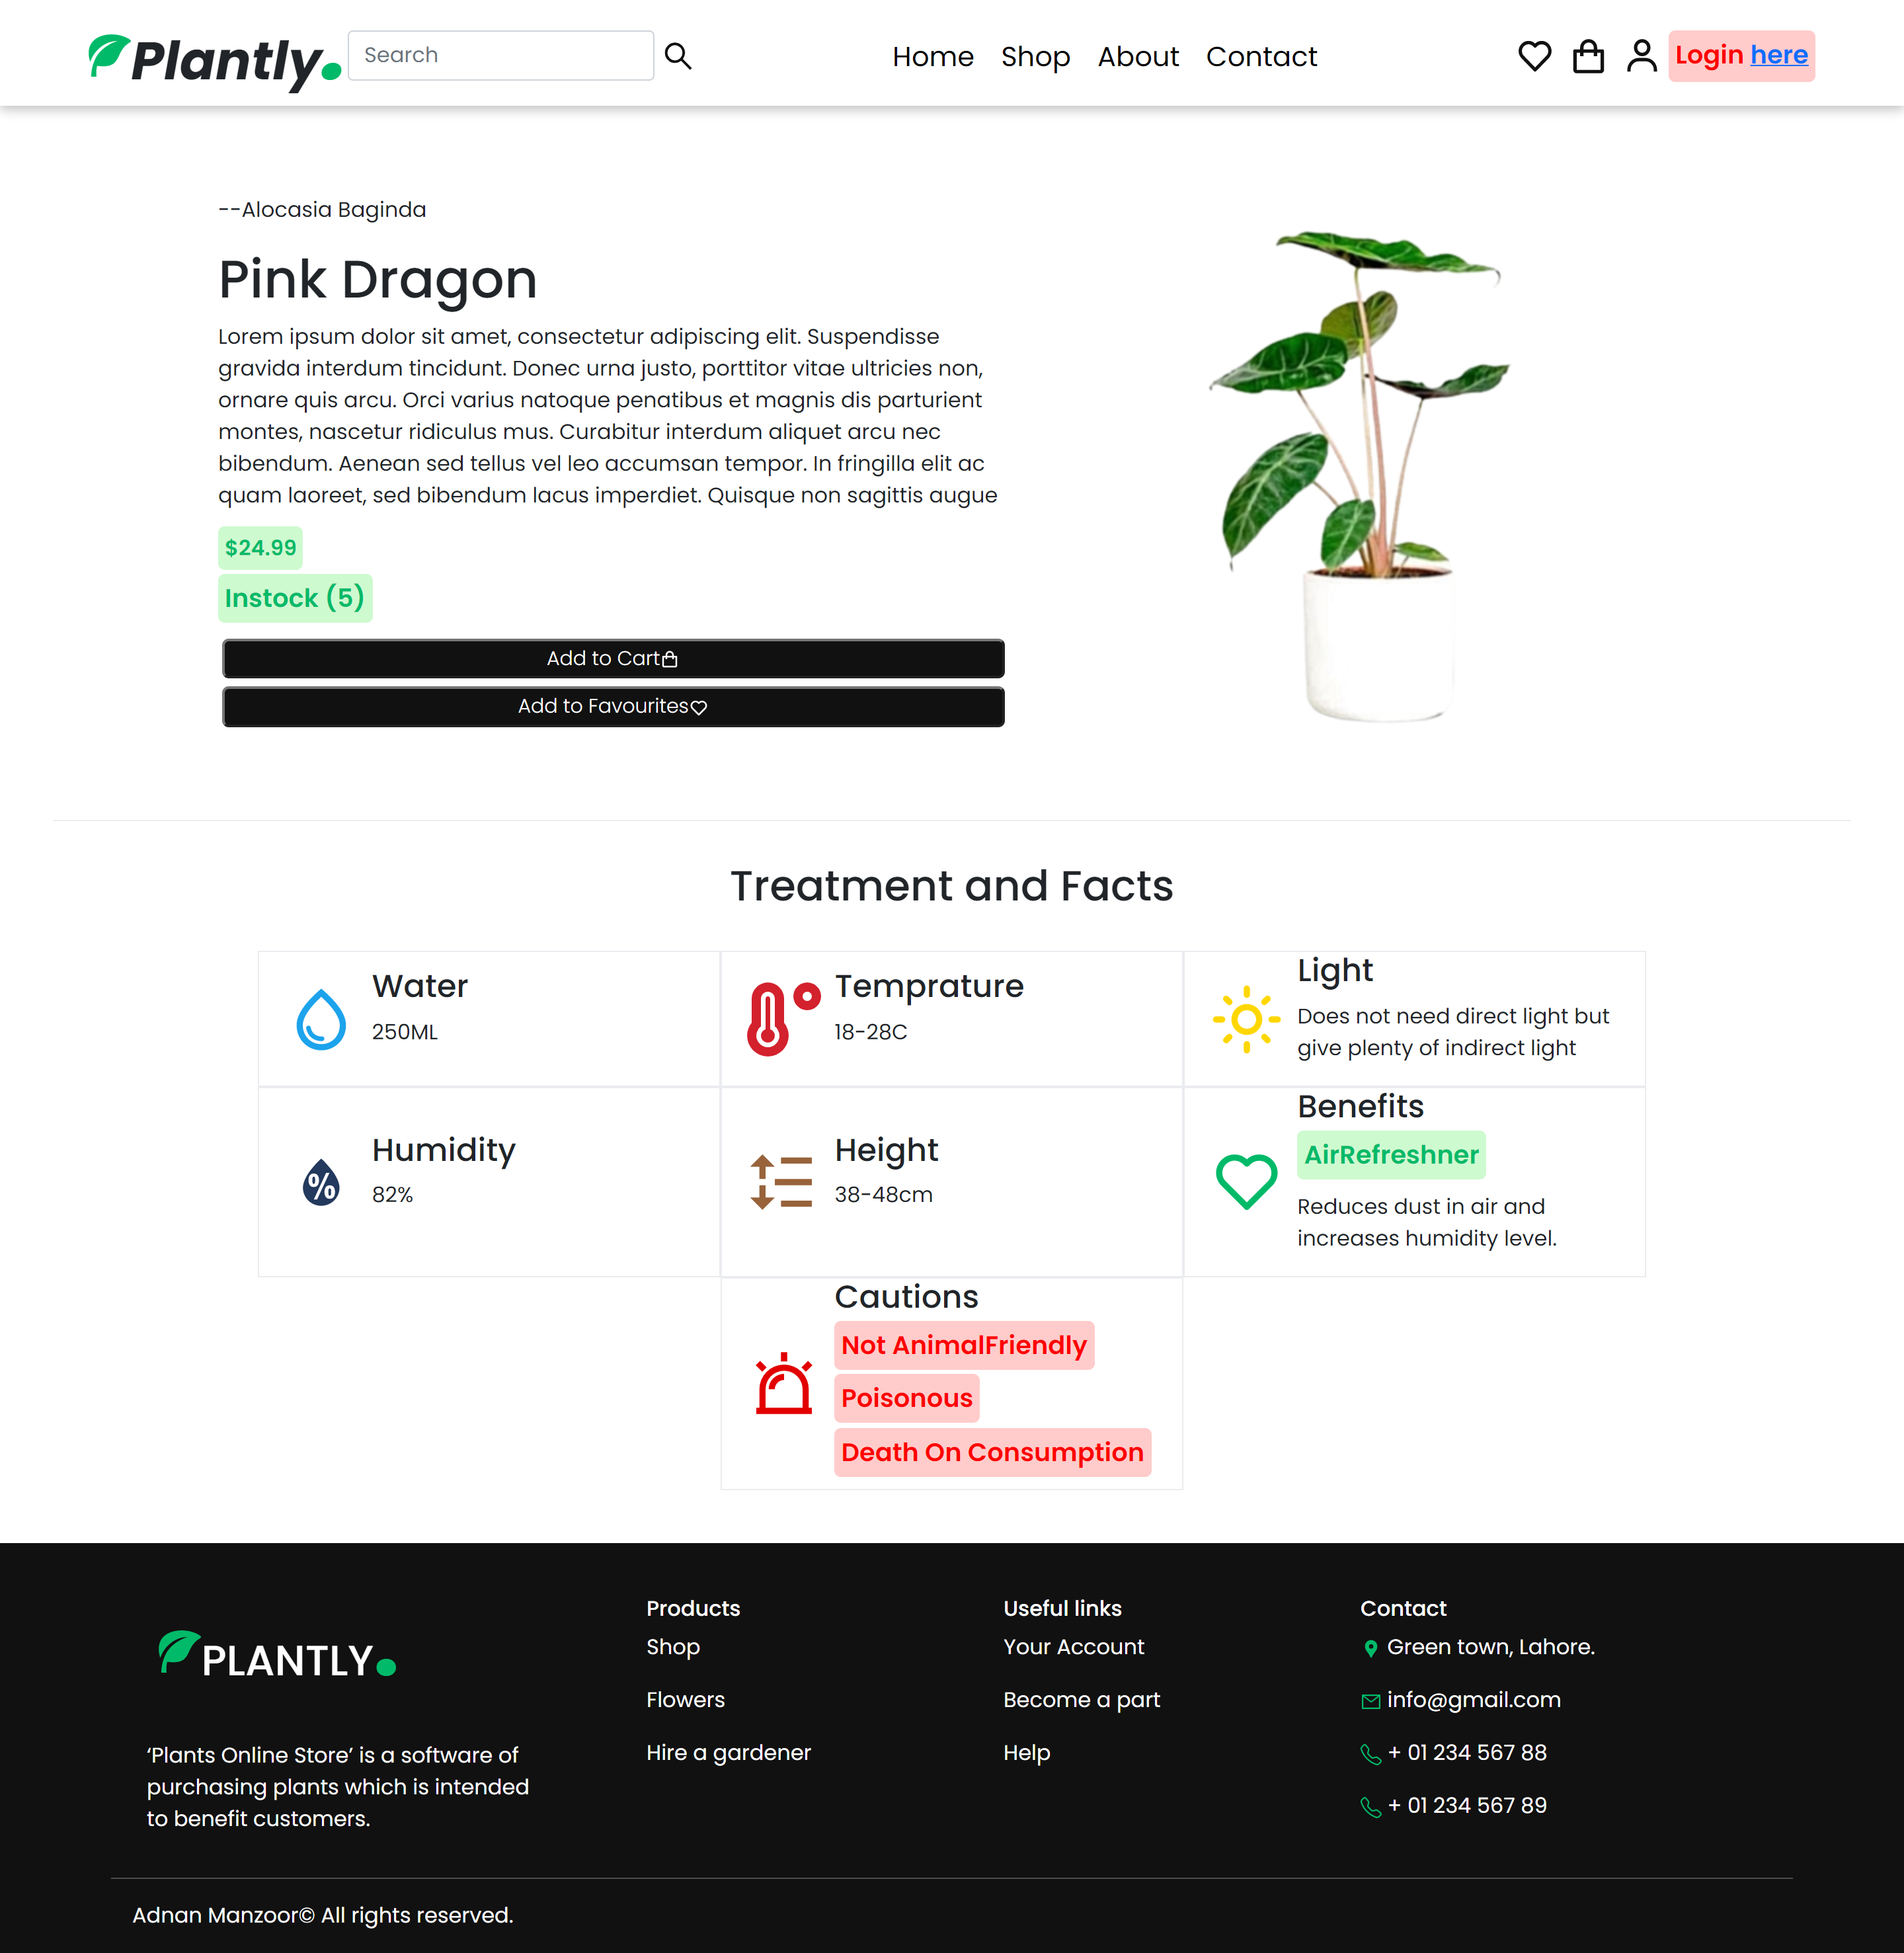 Plantly.
Search
Home Shop About Contact
Login here
--Alocasia Baginda
Pink Dragon
Lorem ipsum dolor sit amet, consectetur adipiscing elit. Suspendisse
gravida interdum tincidunt. Donec urna justo, porttitor vitae ultricies non,
ornare quis arcu. Orci varius natoque penatibus et magnis dis parturient
montes, nascetur ridiculus mus. Curabitur interdum aliquet arcu nec
bibendum. Aenean sed tellus vel leo accumsan tempor. In fringilla elit ac
quam laoreet, sed bibendum lacus imperdiet. Quisque non sagittis augue
$24.99
Instock (5)
Add to Cart
Add to Favourites
Treatment and Facts
Water
250ML
Temprature
18-28C
Light
Does not need direct light but
give plenty of indirect light
Humidity
82%
%
Height
38-48cm
Benefits
AirRefreshner
Reduces dust in air and
increases humidity level.
Cautions
Not AnimalFriendly
Poisonous
Death On Consumption
PLANTLY.
‘Plants Online Store’ is a software of
purchasing plants which is intended
to benefit customers.
Products
Shop
Flowers
Hire a gardener
Useful links
Your Account
Become a part
Help
Contact
Green town, Lahore.
info@gmail.com
+ 01 234 567 88
+ 01 234 567 89
Adnan Manzoor© All rights reserved.